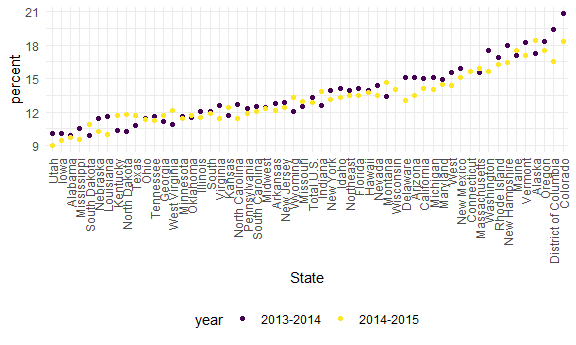 21
18
15
12
9
percent
Utah
Iowa
Alabama
Mississippi
South Dakota
Nebraska
Louisiana
Kentucky
North Dakota
Texas
Ohio
Tennessee
Georgia
West Virginia
Minnesota
Oklahoma
Illinois
South
Virginia
Kansas
North Carolina
Pennsylvania
South Carolina
Midwest
Arkansas
New Jersey
Wyoming
Missouri
Total U.S.
Indiana
New York
Idaho
Northeast
Florida
Hawaii
Nevada
Montana
Wisconsin
Delaware
Arizona
California
Michigan
Maryland
West
New Mexico
Connecticut
Massachusetts
Washington
Rhode Island
New Hampshire
Maine
Vermont
Alaska
Oregon
District of Columbia
Colorado
State
year 2013-2014 2014-2015